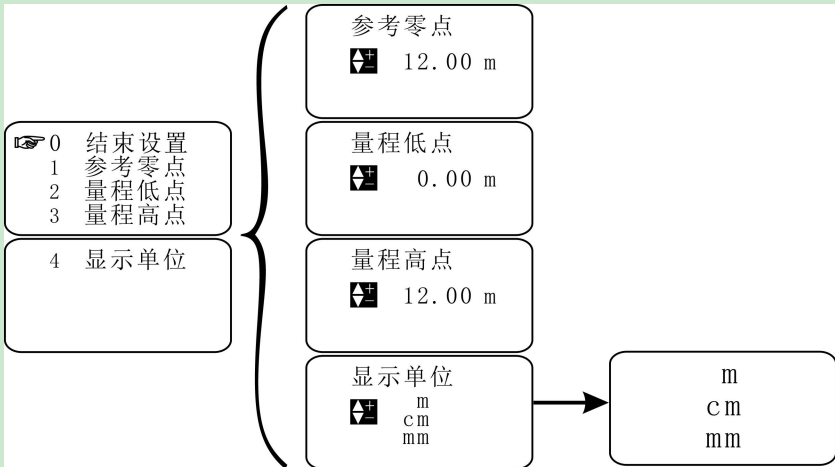 0 结束设置
1 参考零点
2 量程低点
3 量程高点
4 显示单位
参考零点
12.00 m
量程低点
0.00 m
量程高点
12.00 m
显示单位
m
cm
mm
m
cm
mm